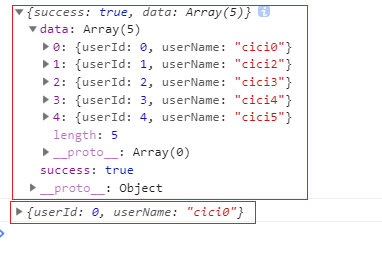 {success: true, data: Array(5)} i
data: Array(5)
0: {userId: 0, userName: "cici0"}
1: {userId: 1, userName: "cici2"}
2: {userId: 2, userName: "cici3"}
3: {userId: 3, userName: "cici4"}
4: {userId: 4, userName: "cici5"}
length: 5
__proto__: Array(0)
success: true
__proto__: Object
{userId: 0, userName: "cici0"}